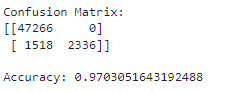 Confusion Matrix:
[[47266 0]
[ 1518 2336]]
Accuracy: 0.9703051643192488